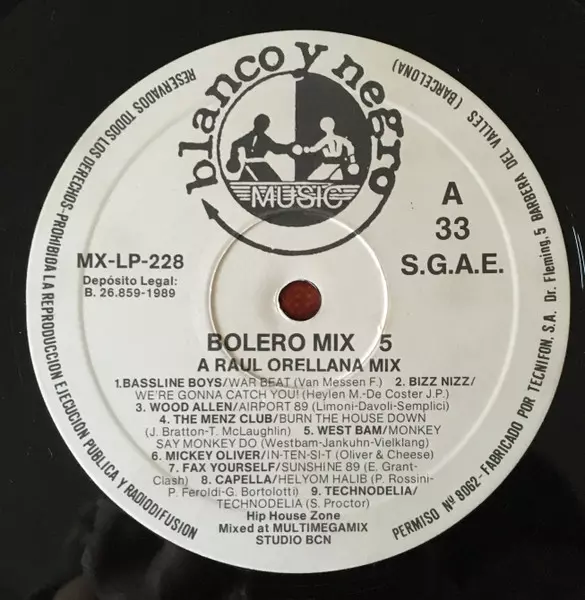 blanco y negro
MUSIC
A
33
S.G.A.E.
MX-LP-228
Depósito Legal:
B. 26.859-1989
BOLERO MIX 5
A RAUL ORELLANA MIX
1.BASSLINE BOYS/WAR BEAT (Van Messen F.) 2. BIZZ NIZZ/
WE'RE GONNA CATCH YOU! (Heylen M.-De Coster J.P.)
3. WOOD ALLEN/AIRPORT 89 (Limoni-Davoli-Semplici)
4. THE MENZ CLUB/BURN THE HOUSE DOWN
(J. Bratton-T. McLaughlin) 5. WEST BAM/MONKEY
SAY MONKEY DO (Westbam-Jankuhn-Vielklang)
6. MICKEY OLIVER/IN-TEN-SI-T (Oliver & Cheese)
7. FAX YOURSELF/SUNSHINE 89 (E. Grant-
Clash) 8. CAPELLA/HELYOM HALIB (P. Rossini-
P. Feroldi-G. Bortolotti) 9. TECHNODELIA/
TECHNODELIA (S. Proctor)
Hip House Zone
Mixed at MULTIMEGAMIX
STUDIO BCN
RESERVADOS TODOS LOS DERECHOS-PROHIBIDA LA REPRODUCCION EJECUCIÓN PUBLICA Y RADIODIFUSION
PERMISO Nº 9062- FABRICADO POR TECNIFON, S.A. Dr. Fleming, 5 BARBERA DEL VALLES (BARCELONA)